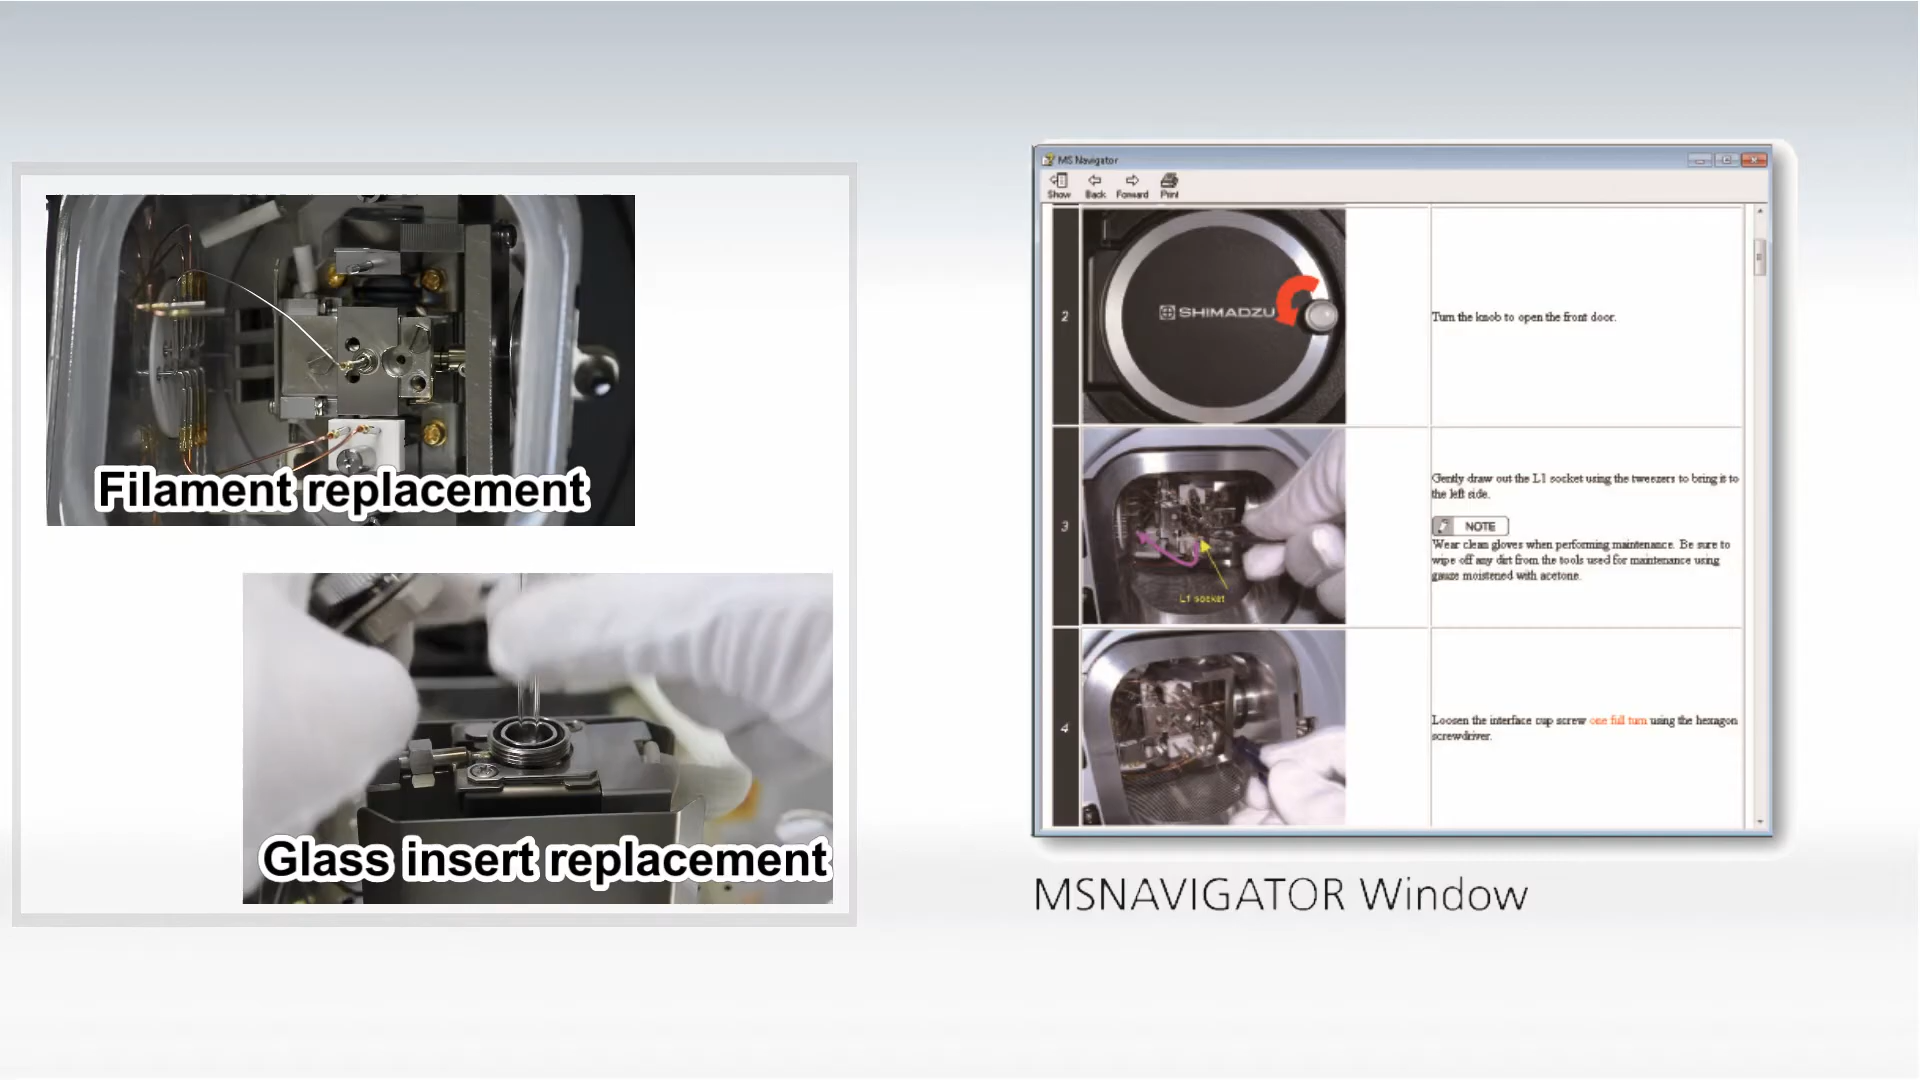 Filament replacement
Glass insert replacement
MS Navigator
Show Back Forward Print
2
SHIMADZU
Turn the knob to open the front door.
3
L1 socket
Gently draw out the L1 socket using the tweezers to bring it to
the left side.
NOTE
Wear clean gloves when performing maintenance. Be sure to
wipe off any dirt from the tools used for maintenance using
gauze moistened with acetone.
4
Loosen the interface cup screw one full turn using the hexagon
screwdriver.
MSNAVIGATOR Window